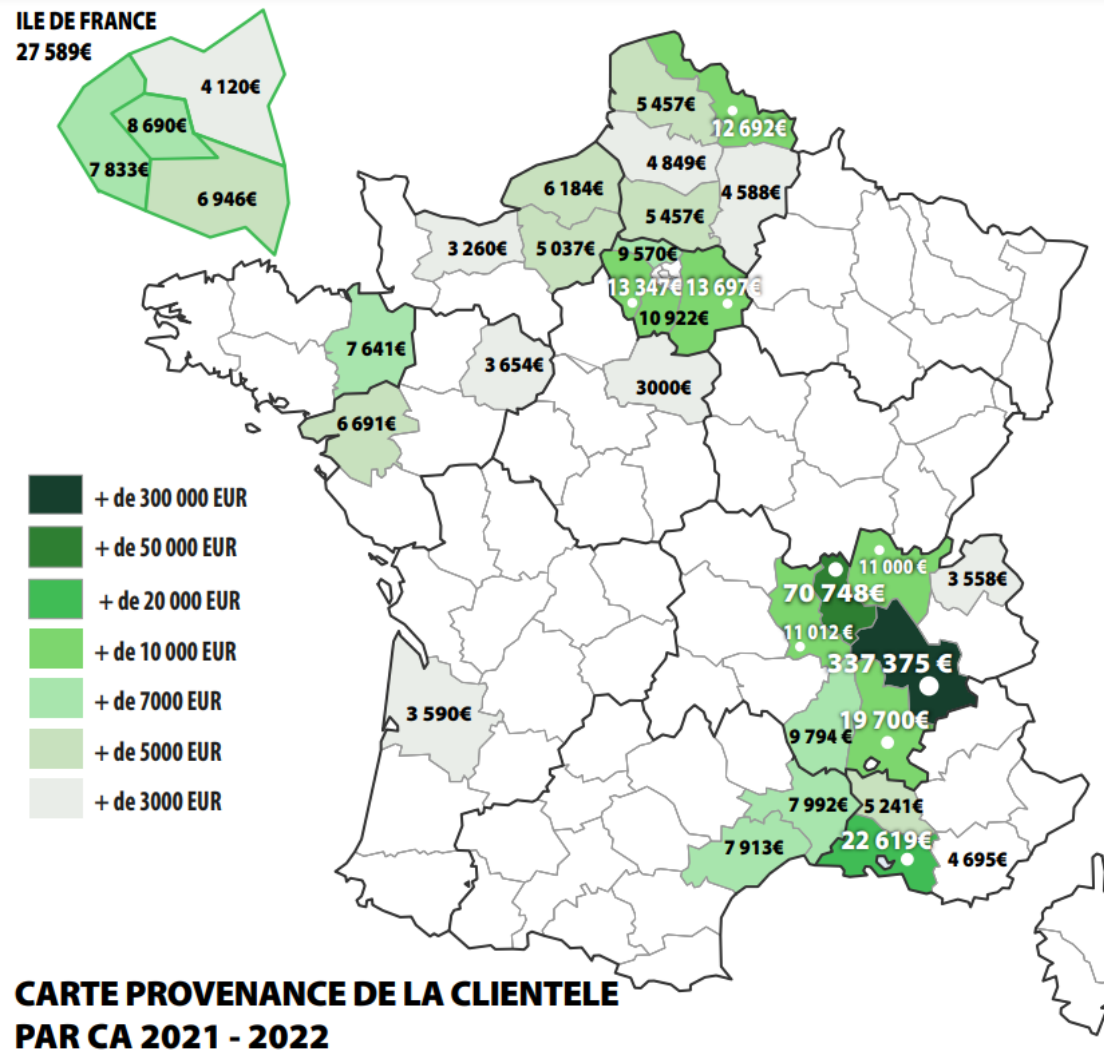 ILE DE FRANCE
27 589€
4 120€
8 690€
7 833€
6 946€
5 457€
12 692€
4 849€
4 588€
6 184€
5 457€
3 260€
5 037€
9 570€
13 347€
13 697€
10 922€
7 641€
3 654€
3000€
6 691€
+ de 300 000 EUR
+ de 50 000 EUR
+ de 20 000 EUR
+ de 10 000 EUR
+ de 7000 EUR
+ de 5000 EUR
+ de 3000 EUR
11 000 €
3 558€
70 748€
11 012 €
337 375 €
3 590€
19 700€
9 794 €
7 992€
5 241€
22 619€
7 913€
4 695€
CARTE PROVENANCE DE LA CLIENTELE
PAR CA 2021 - 2022